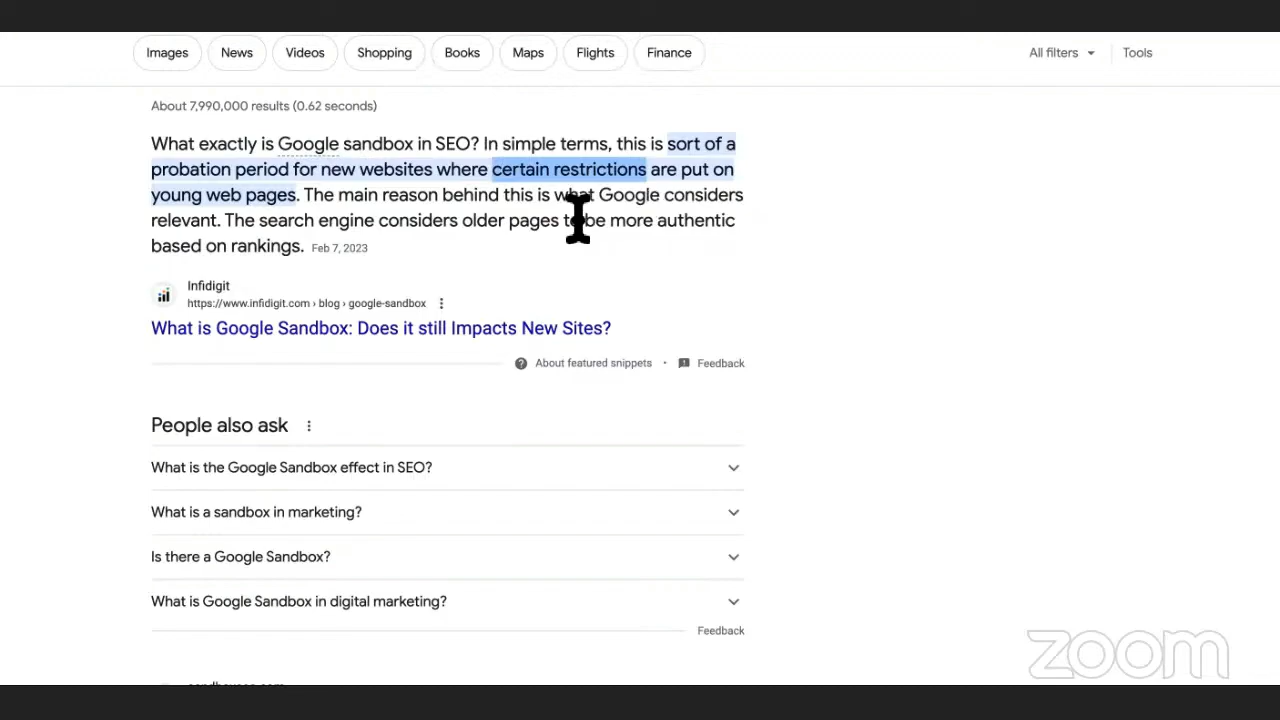 Images News Videos Shopping Books Maps Flights Finance All filters Tools
About 7,990,000 results (0.62 seconds)
What exactly is Google sandbox in SEO? In simple terms, this is sort of a
probation period for new websites where certain restrictions are put on
young web pages. The main reason behind this is what Google considers
relevant. The search engine considers older pages to be more authentic
based on rankings. Feb 7, 2023
Infidigit
https://www.infidigit.com › blog › google-sandbox
What is Google Sandbox: Does it still Impacts New Sites?
About featured snippets • Feedback
People also ask
What is the Google Sandbox effect in SEO?
What is a sandbox in marketing?
Is there a Google Sandbox?
What is Google Sandbox in digital marketing?
Feedback
zoom